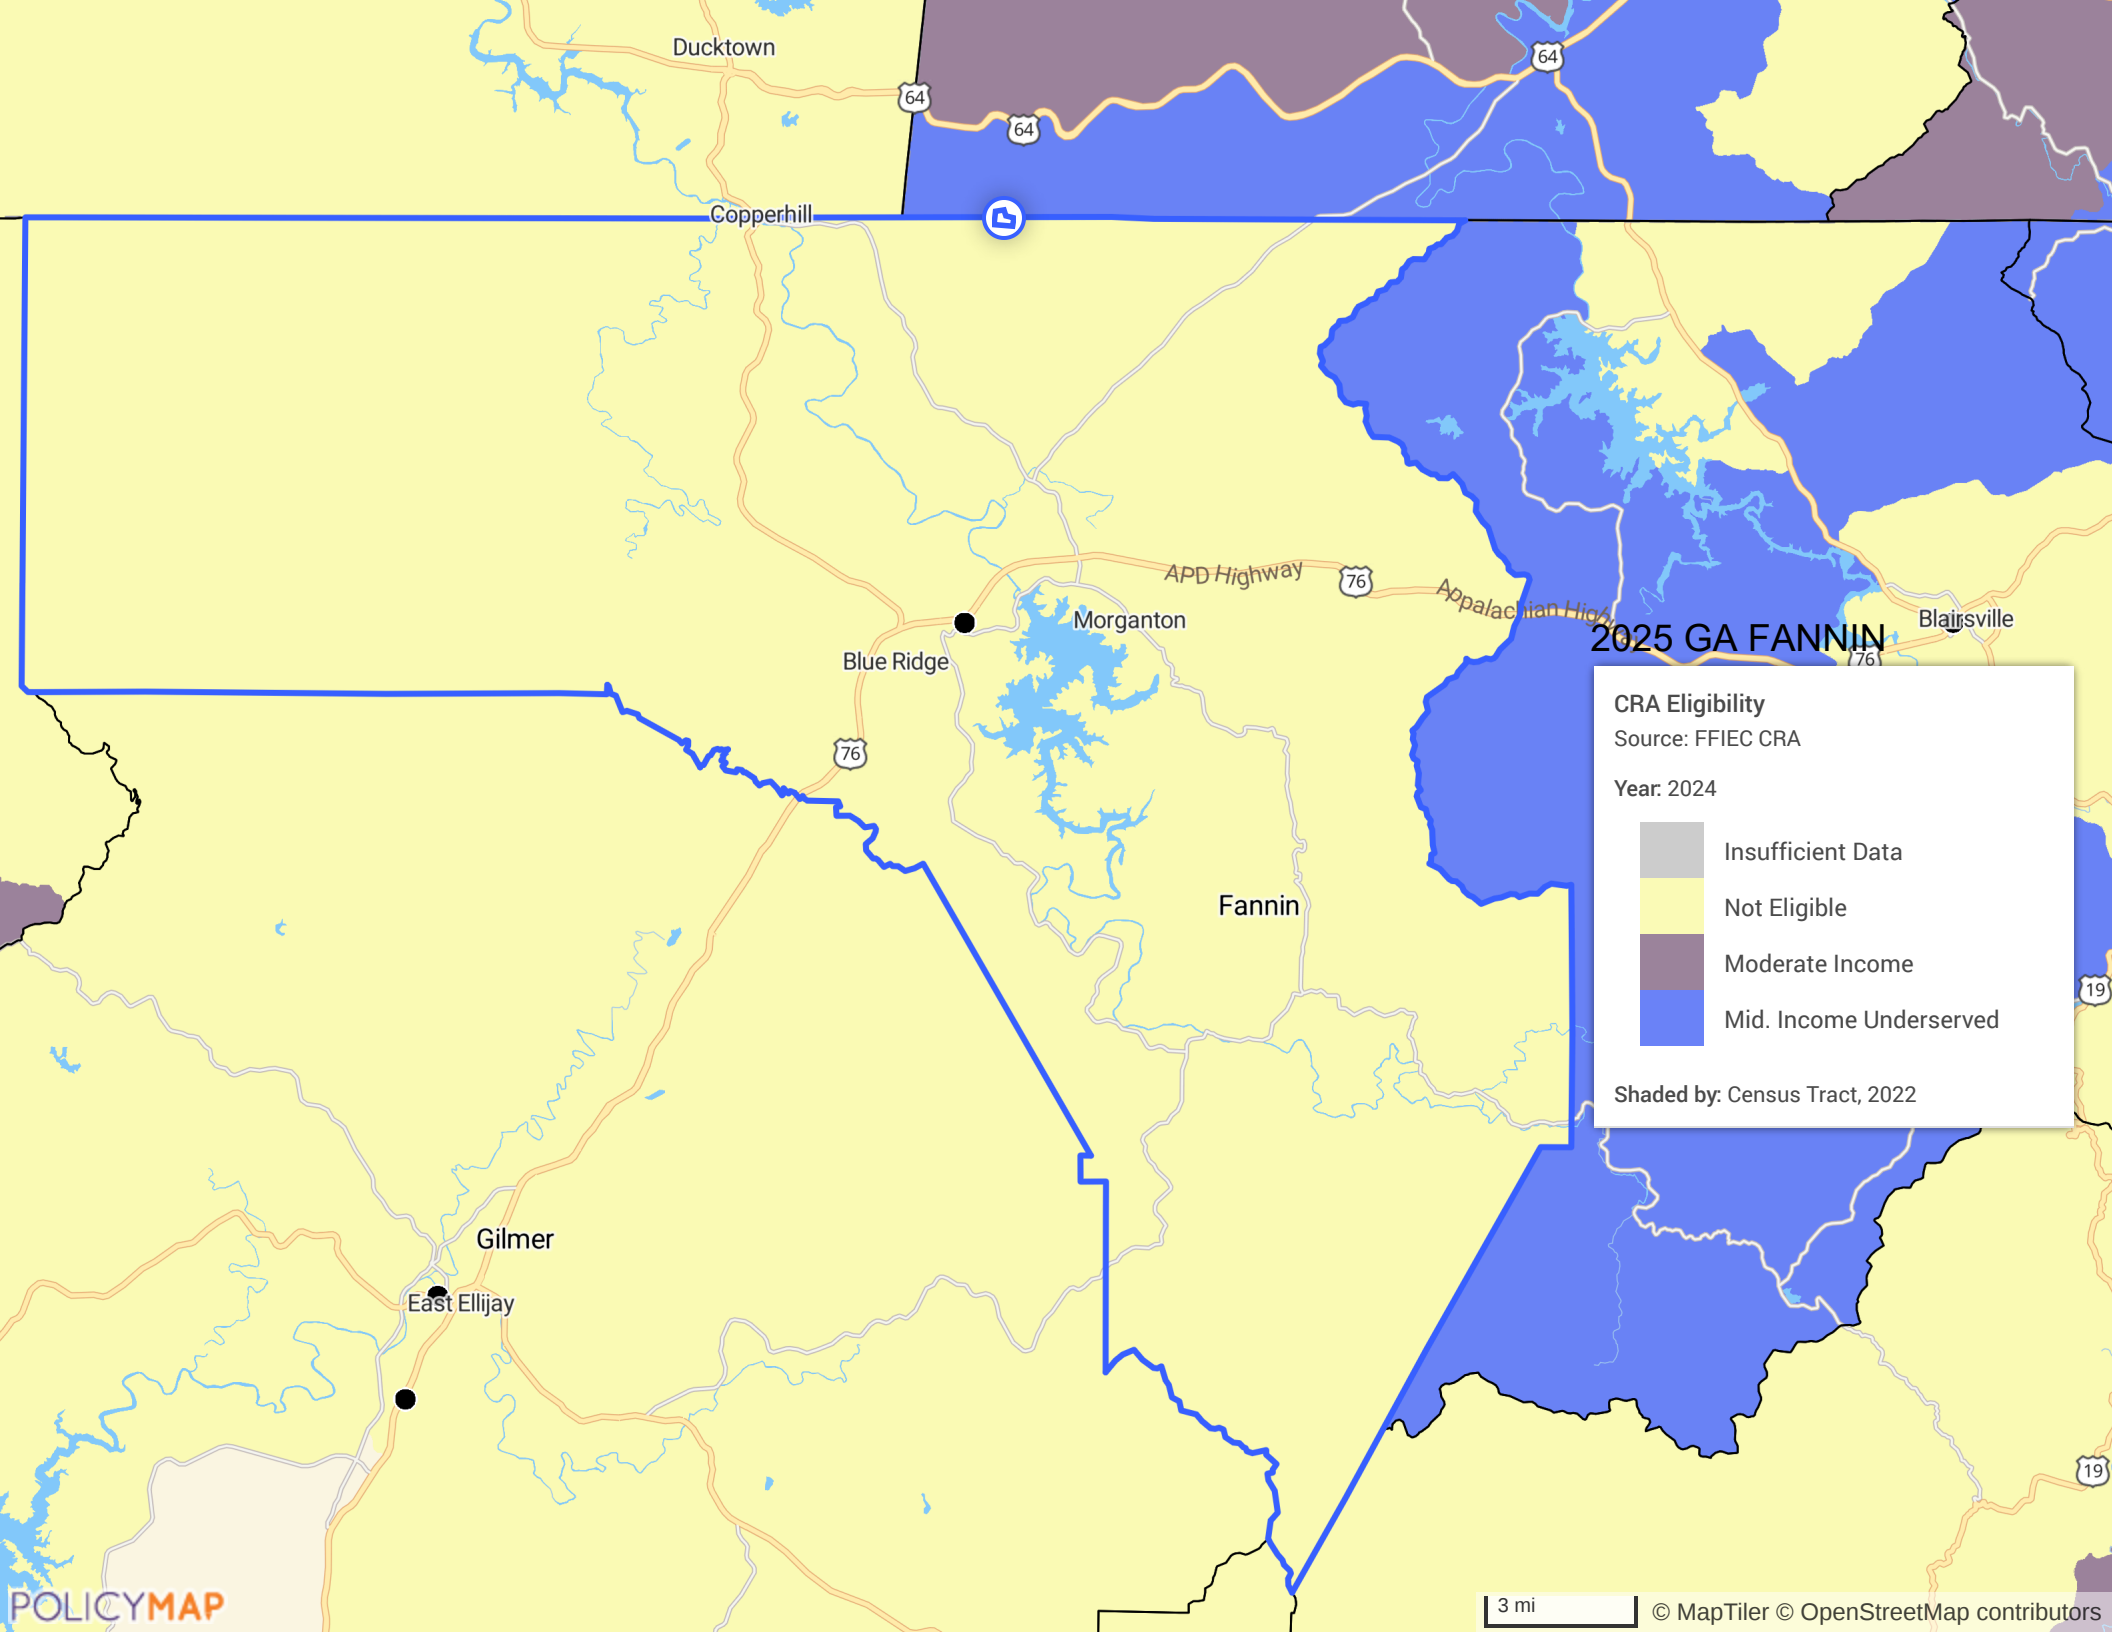 Ducktown
64
64
64
Copperhill
APD Highway
76
Appalachian Highw
Morganton
Blairsville
2025 GA FANNIN
76
Blue Ridge
76
CRA Eligibility
Source: FFIEC CRA
Year: 2024
Insufficient Data
Not Eligible
Moderate Income
Mid. Income Underserved
Shaded by: Census Tract, 2022
Fannin
19
Gilmer
East Ellijay
19
POLICYMAP
3 mi
© MapTiler © OpenStreetMap contributors